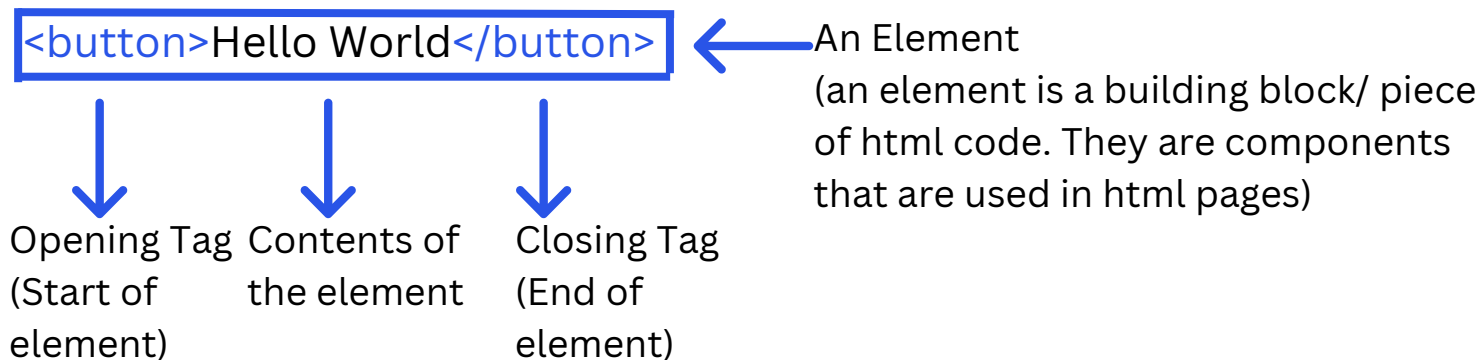 <button>Hello World</button>
An Element
(an element is a building block/ piece
of html code. They are components
that are used in html pages)
Opening Tag
(Start of
element)
Contents of
the element
Closing Tag
(End of
element)